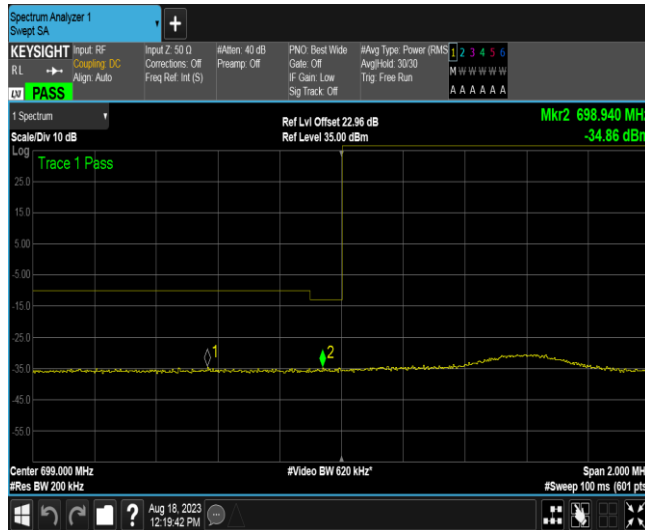 Spectrum Analyzer 1
Swept SA
+
KEYSIGHT
RL
LXI PASS
Input: RF
Coupling: DC
Align: Auto
Input Z: 50 Ω
Corrections: Off
Freq Ref: Int (S)
#Atten: 40 dB
Preamp: Off
PNO: Best Wide
Gate: Off
IF Gain: Low
Sig Track: Off
#Avg Type: Power (RMS
Avg|Hold: 30/30
Trig: Free Run
1 2 3 4 5 6
M W W W W W
A A A A A A
1 Spectrum
Scale/Div 10 dB
Ref Lvl Offset 22.96 dB
Ref Level 35.00 dBm
Mkr2 698.940 MHz
-34.86 dBm
Log
Trace 1 Pass
25.0
15.0
5.00
-5.00
-15.0
-25.0
-35.0
-45.0
-55.0
1
2
Center 699.000 MHz
#Res BW 200 kHz
#Video BW 620 kHz*
Span 2.000 MH
#Sweep 100 ms (601 pts
?
Aug 18, 2023
12:19:42 PM